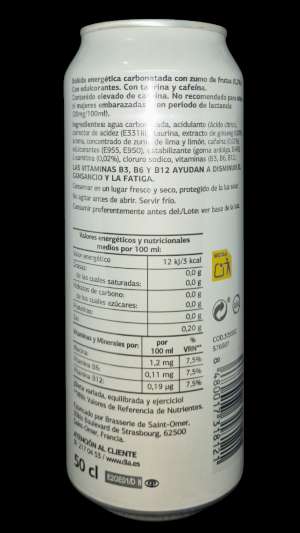 Bebida energética carbonatada con zumo de frutas
Con edulcorantes. Con taurina y cafeína.
Contenido elevado de cafeína. No recomendado para
ni mujeres embarazadas o en período de lactancia
mg/100ml).
Ingredientes: agua carbonatada, acidulante (ácido cítrico),
corrector de acidez (E331iii), taurina, extracto de ginseng
aroma, concentrado de zumo de lima y limón, cafeína
edulcorantes (E955, E950), estabilizante (goma arábiga,
L-carnitina (0,02%), cloruro sodico, vitaminas (B3, B6, B12.
LAS VITAMINAS B3, B6 Y B12 AYUDAN A DISMINUIR EL
CANSANCIO Y LA FATIGA.
Conservar en un lugar fresco y seco, protegido de la luz solar
No agitar antes de abrir. Servir frío.
Consumir preferentemente antes del:/Lote: ver base de la
Valores energéticos y nutricionales
medios por 100 ml:
Valor energético 12 kJ/3 kcal
Grasas: 0,0 g
de las cuales saturadas: 0,0 g
Hidratos de carbono: 0,0 g
de los cuales azúcares: 0,0 g
0,0 g
Sal: 0,20 g
Vitaminas y Minerales por: por 100 ml % VRN**
1,2 mg 7,5%
Vitamina B6: 0,11 mg 7,5%
Vitamina B12: 0,19 µg 7,5%
dieta variada, equilibrada y ejercicio!
Valores de Referencia de Nutrientes.
Fabricado por Brasserie de Saint-Omer,
Boulevard de Strasbourg, 62500
Saint-Omer, Francia.
ATENCIÓN AL CLIENTE
217 04 53 / www.dia.es
50 cl